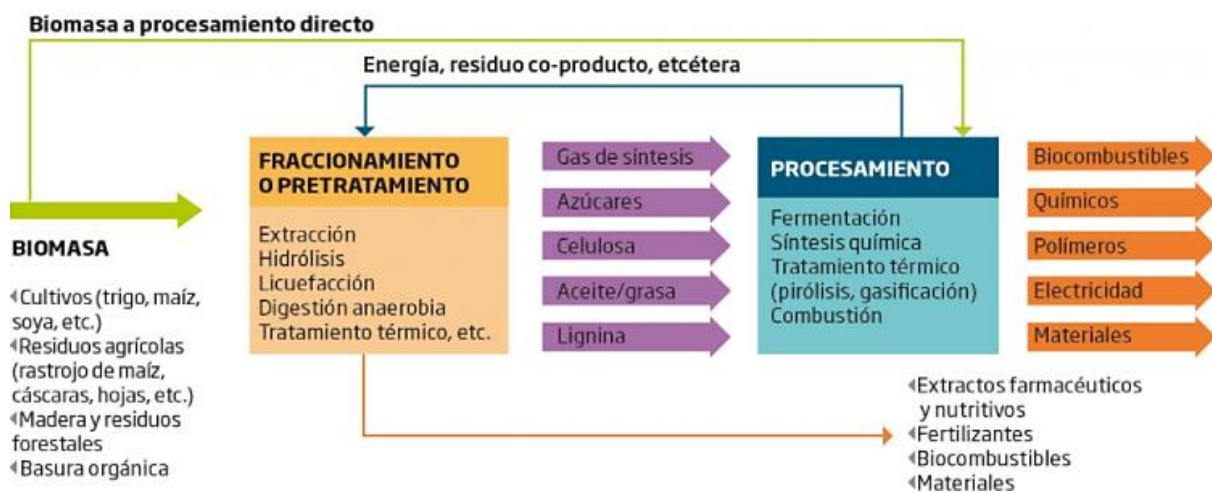 Biomasa a procesamiento directo
Energía, residuo co-producto, etcétera
BIOMASA
Cultivos (trigo, maíz,
soya, etc.)
Residuos agrícolas
(rastrojo de maíz,
cáscaras, hojas, etc.)
Madera y residuos
forestales
Basura orgánica
FRACCIONAMIENTO
O PRETRATAMIENTO
Extracción
Hidrólisis
Licuefacción
Digestión anaerobia
Tratamiento térmico, etc.
Gas de síntesis
Azúcares
Celulosa
Aceite/grasa
Lignina
PROCESAMIENTO
Fermentación
Síntesis química
Tratamiento térmico
(pirólisis, gasificación)
Combustión
Biocombustibles
Químicos
Polímeros
Electricidad
Materiales
Extractos farmacéuticos
y nutritivos
Fertilizantes
Biocombustibles
Materiales